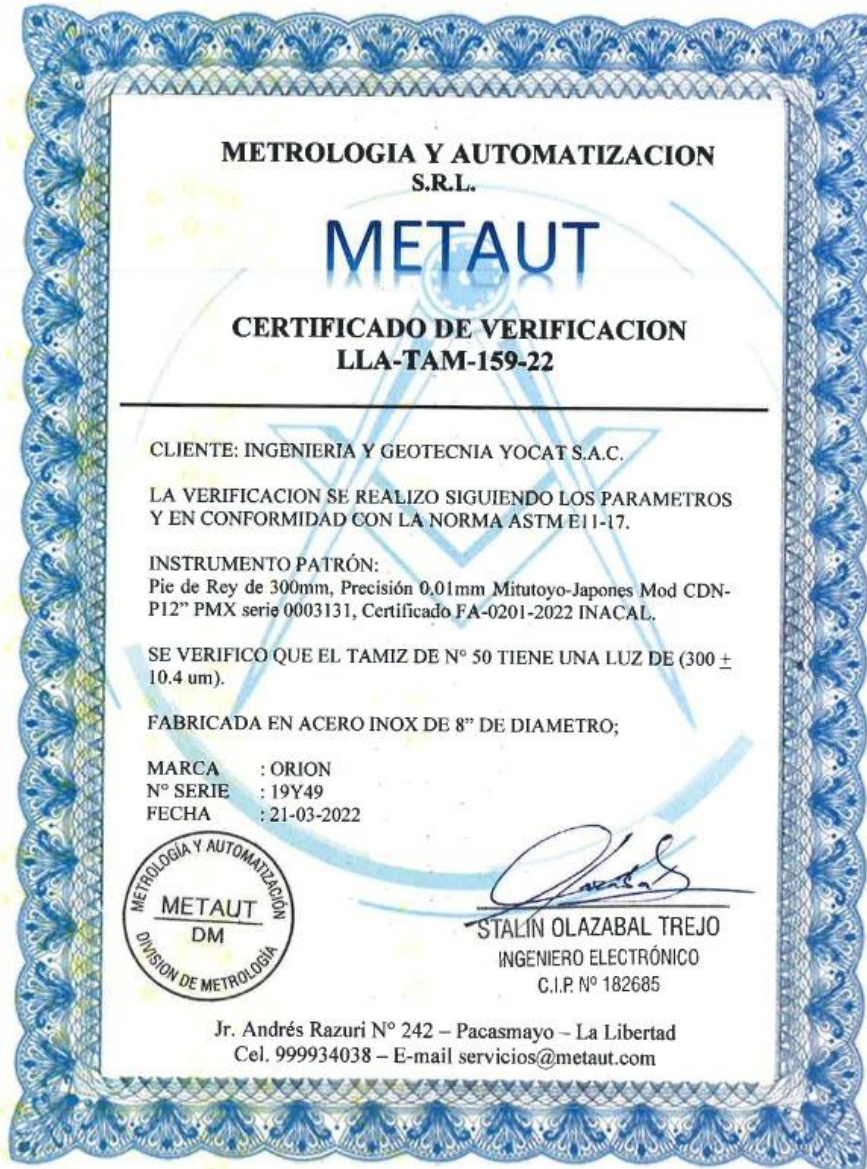 METROLOGIA Y AUTOMATIZACION
S.R.L.
METAUT
CERTIFICADO DE VERIFICACION
LLA-TAM-159-22
CLIENTE: INGENIERIA Y GEOTECNIA YOCAT S.A.C.
LA VERIFICACION SE REALIZO SIGUIENDO LOS PARAMETROS
Y EN CONFORMIDAD CON LA NORMA ASTM E11-17.
INSTRUMENTO PATRÓN:
Pie de Rey de 300mm, Precisión 0.01mm Mitutoyo-Japones Mod CDN-
P12” PMX serie 0003131, Certificado FA-0201-2022 INACAL.
SE VERIFICO QUE EL TAMIZ DE N° 50 TIENE UNA LUZ DE (300 ±
10.4 um).
FABRICADA EN ACERO INOX DE 8” DE DIAMETRO;
MARCA : ORION
N° SERIE : 19Y49
FECHA : 21-03-2022
METROLOGÍA Y AUTOMATIZACIÓN
METAUT
DM
DIVISION DE METROLOGÍA
STALIN OLAZABAL TREJO
INGENIERO ELECTRÓNICO
C.I.P. Nº 182685
Jr. Andrés Razuri N° 242 – Pacasmayo – La Libertad
Cel. 999934038 – E-mail servicios@metaut.com